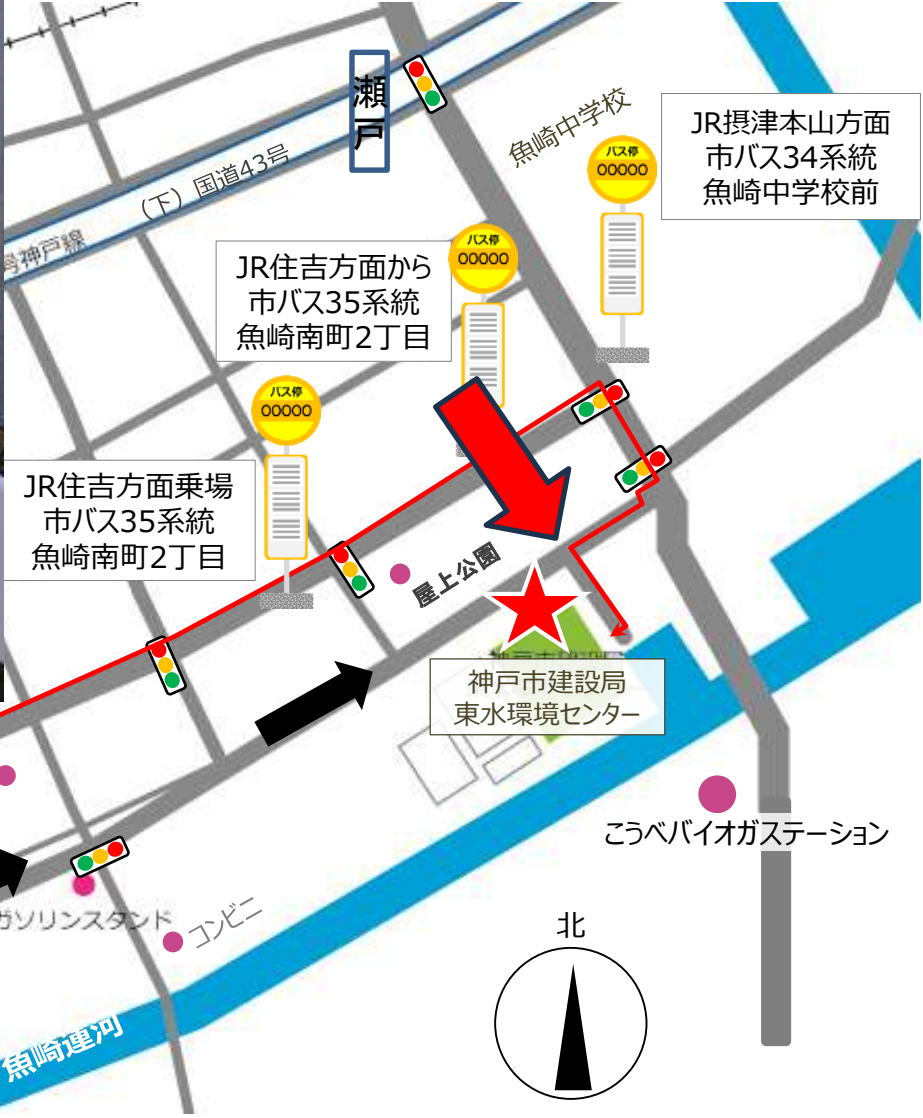 瀬
戸
魚崎中学校
バス停
00000
JR摂津本山方面
市バス34系統
魚崎中学校前
(下)国道43号
号神戸線
バス停
00000
JR住吉方面から
市バス35系統
魚崎南町2丁目
バス停
00000
JR住吉方面乗場
市バス35系統
魚崎南町2丁目
屋上公園
神戸市建設局
東水環境センター
こうべバイオガステーション
ガソリンスタンド
コンビニ
北
魚崎運河